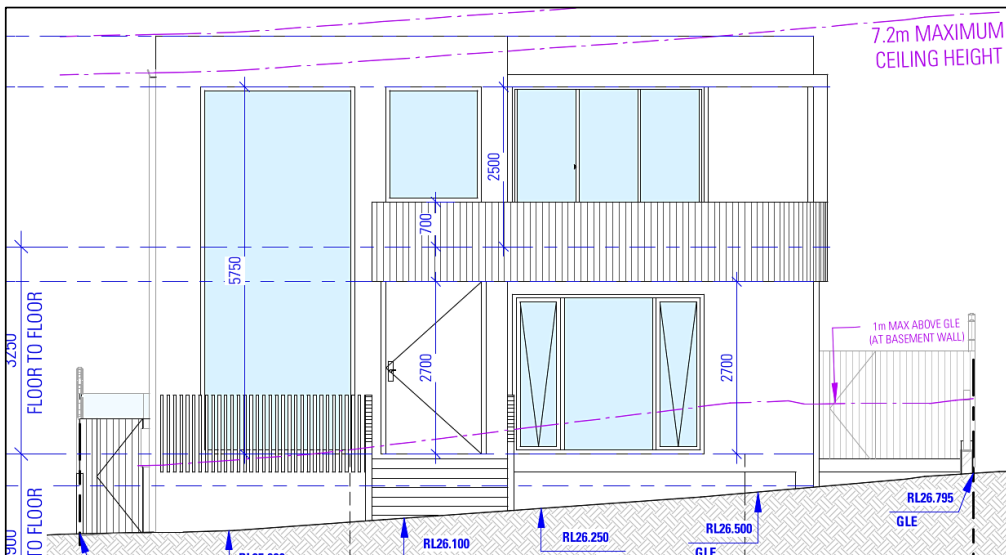 7.2m MAXIMUM
CEILING HEIGHT
2500
700
5750
3250
FLOOR TO FLOOR
2700
2700
1m MAX ABOVE GLE
(AT BASEMENT WALL)
RL26.795
GLE
RL26.500
GLE
RL26.250
RL26.100
900
TO FLOOR